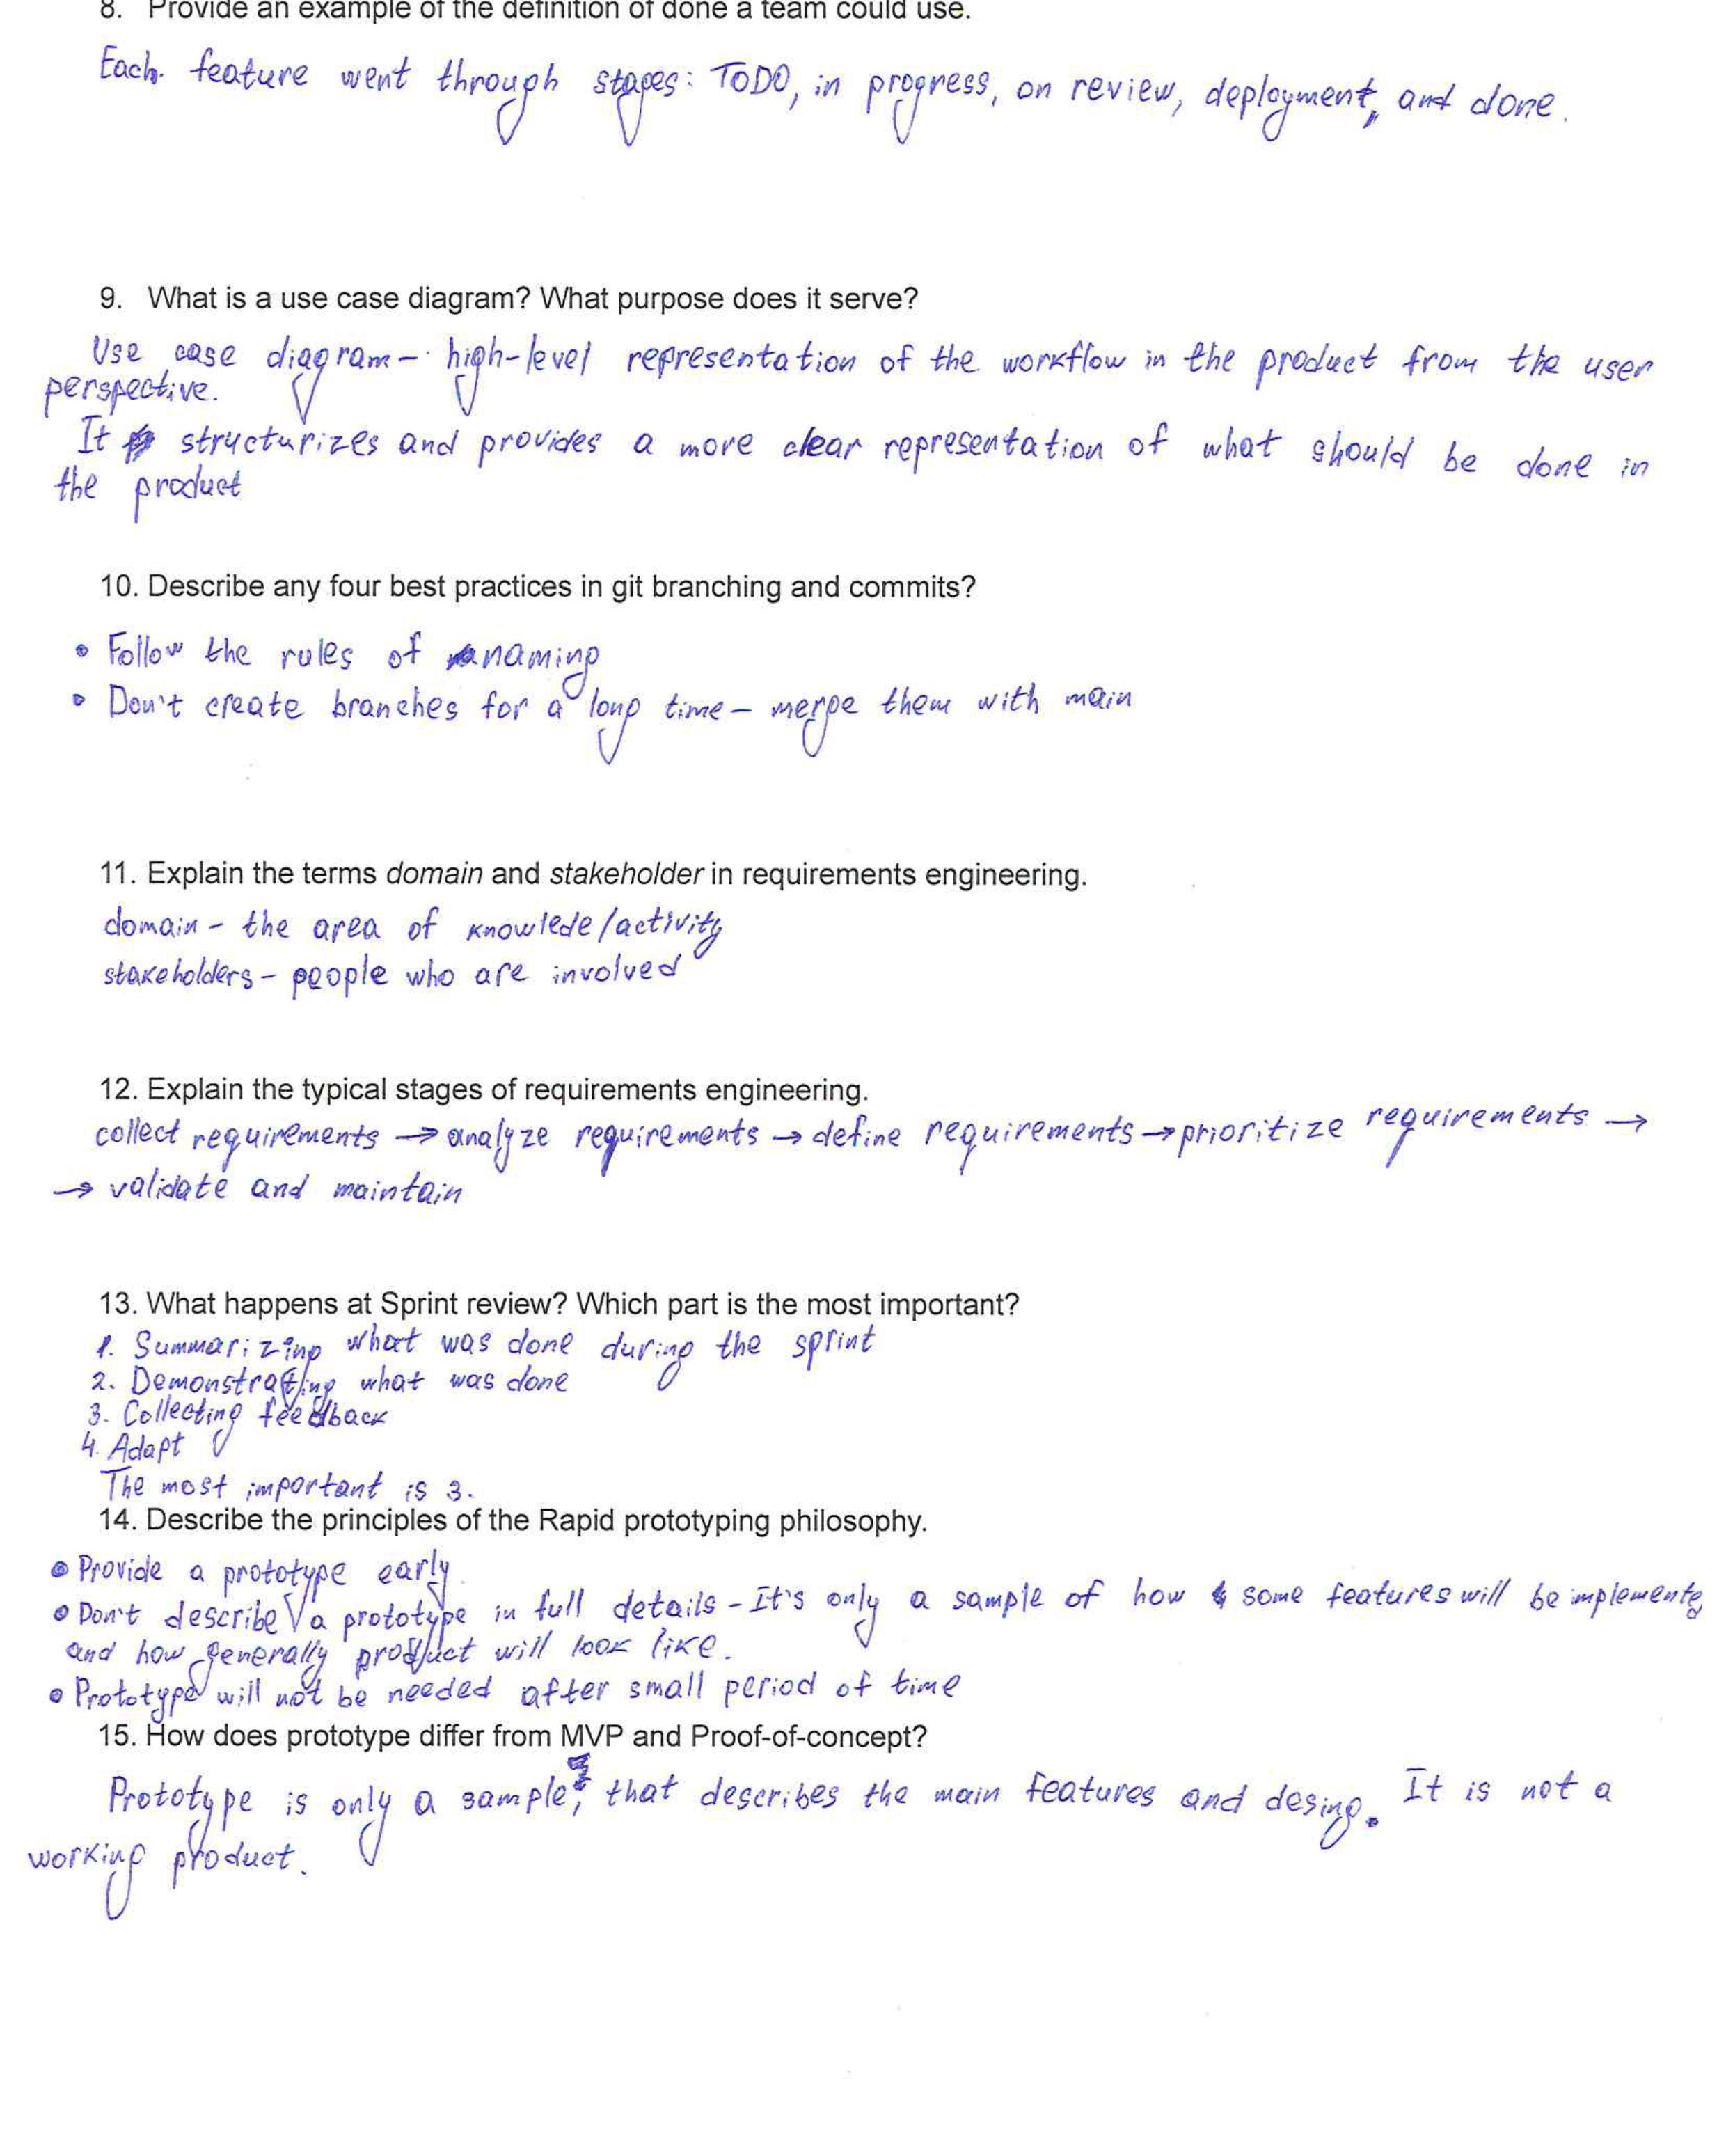 8. Provide an example of the definition of done a team could use.
Each feature went through stages: TODO, in progress, on review, deployment, and done.
9. What is a use case diagram? What purpose does it serve?
Use case diagram - high-level representation of the workflow in the product from the user
perspective.
It structurizes and provides a more clear representation of what should be done in
the product
10. Describe any four best practices in git branching and commits?
• Follow the rules of naming
• Don't create branches for a long time - merge them with main
11. Explain the terms domain and stakeholder in requirements engineering.
domain - the area of knowlede/activity
stakeholders - people who are involved
12. Explain the typical stages of requirements engineering.
collect requirements → analyze requirements → define requirements → prioritize requirements →
→ validate and maintain
13. What happens at Sprint review? Which part is the most important?
1. Summarizing what was done during the sprint
2. Demonstrating what was done
3. Collecting feedback
4. Adapt
The most important is 3.
14. Describe the principles of the Rapid prototyping philosophy.
• Provide a prototype early.
• Don't describe a prototype in full details - It's only a sample of how some features will be implemente
and how generally product will look like.
• Prototype will not be needed after small period of time
15. How does prototype differ from MVP and Proof-of-concept?
Prototype is only a sample, that describes the main features and desing. It is not a
working product.